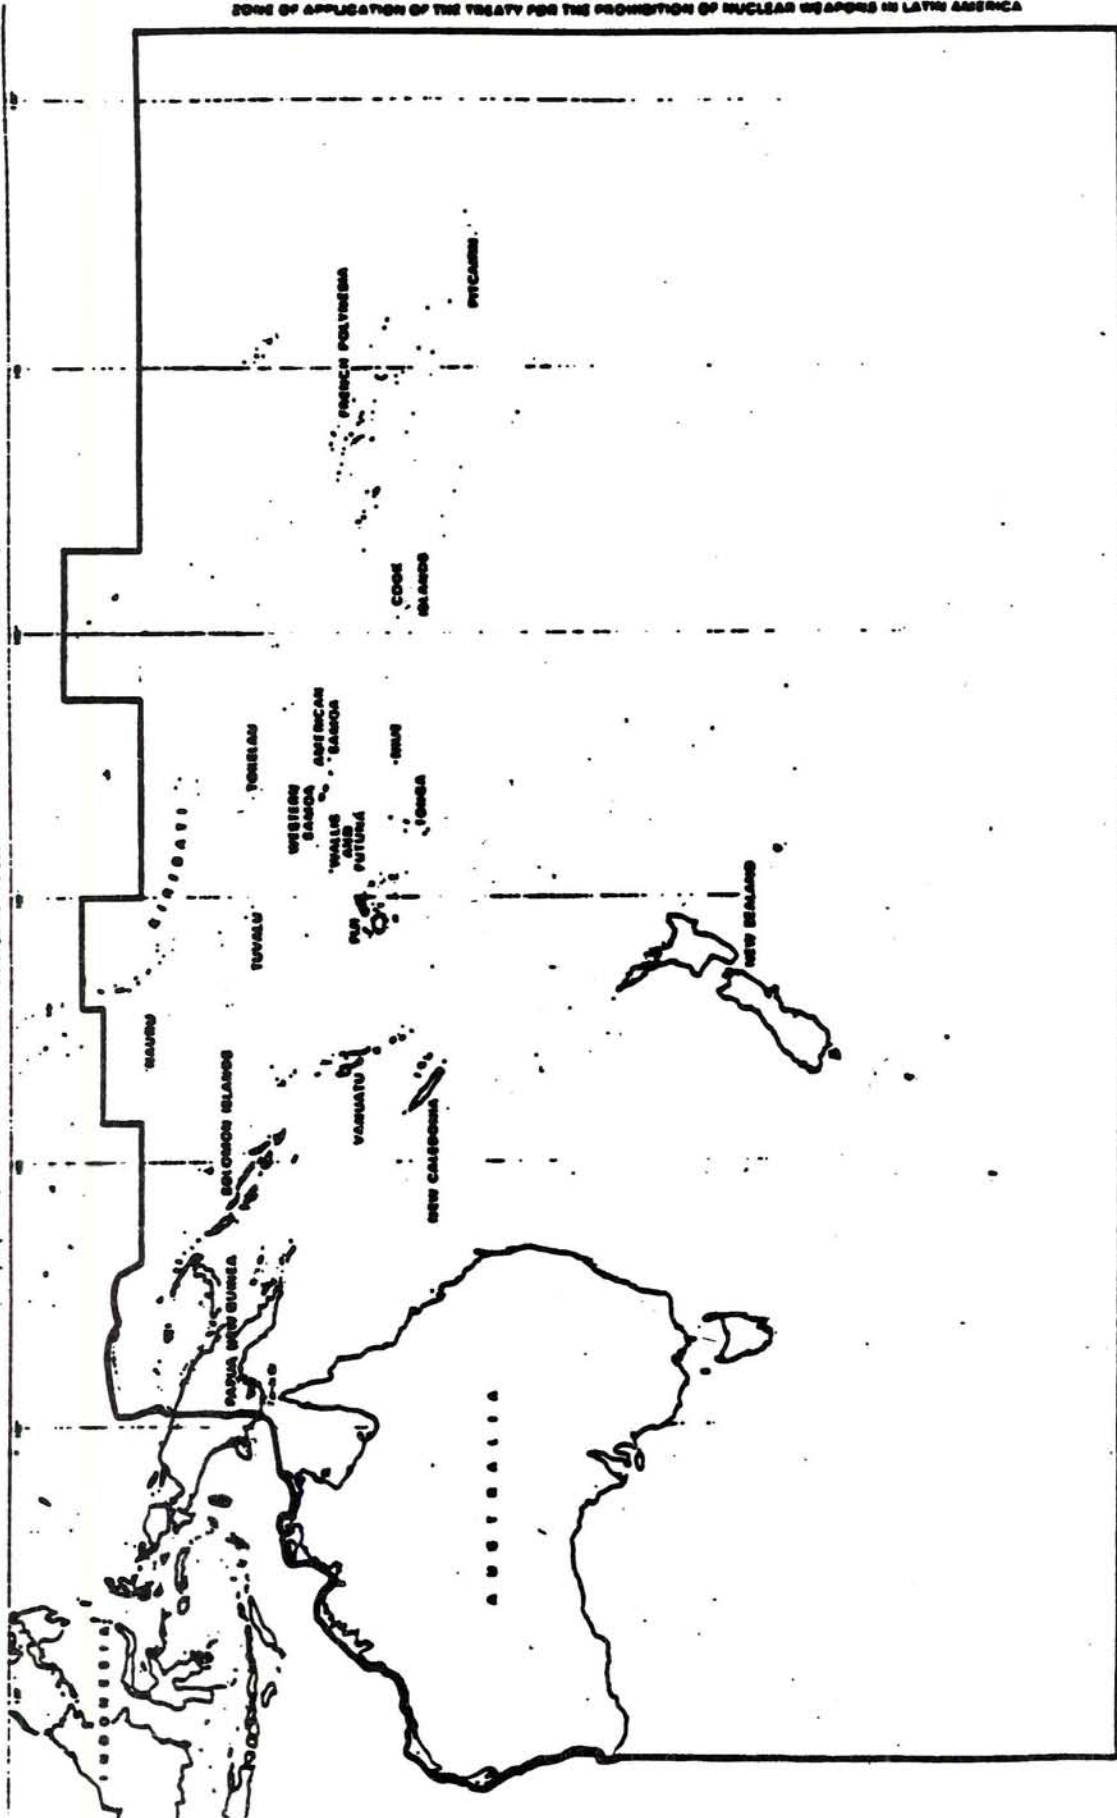 ZONE OF APPLICATION OF THE TREATY FOR THE PROHIBITION OF NUCLEAR WEAPONS IN LATIN AMERICA
INDONESIA
PAPUA NEW GUINEA
SOLOMON ISLANDS
NAURU
KIRIBATI
TUVALU
TOKELAU
WESTERN
SAMOA
AMERICAN
SAMOA
WALLIS
AND
FUTUNA
FIJI
TONGA
NIUE
COOK
ISLANDS
FRENCH POLYNESIA
PITCAIRN
VANUATU
NEW CALEDONIA
AUSTRALIA
NEW ZEALAND